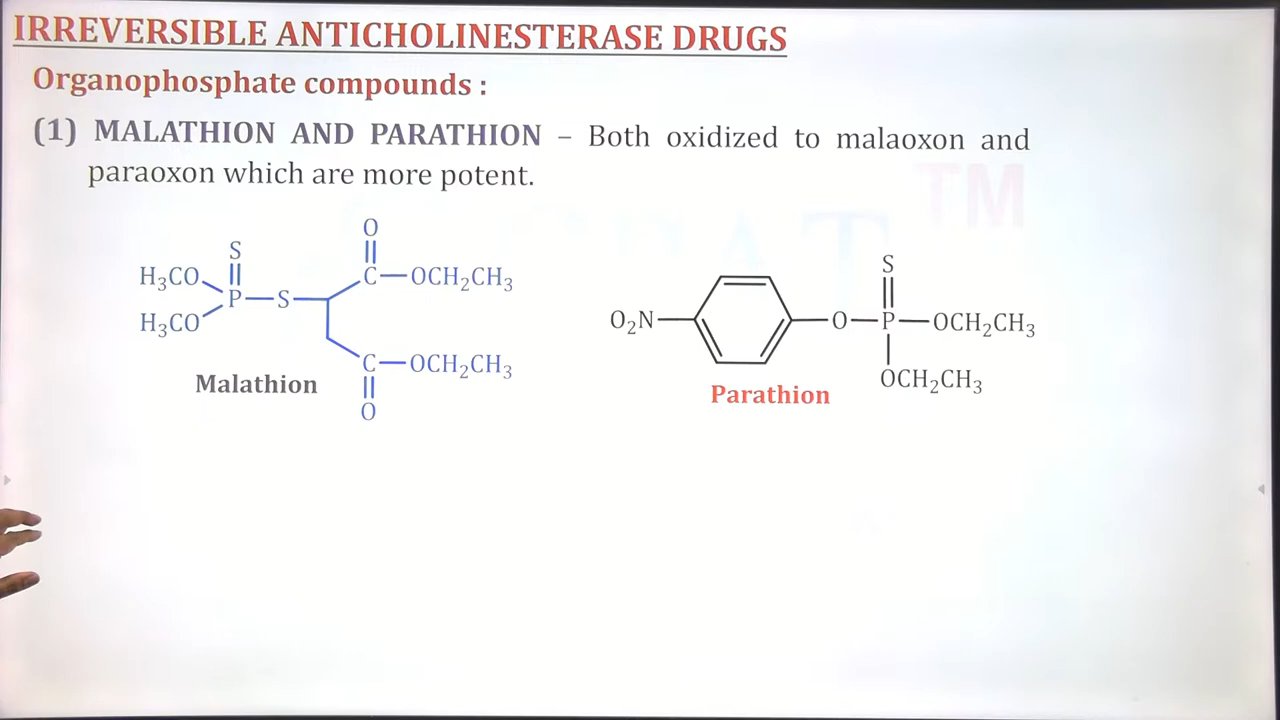 IRREVERSIBLE ANTICHOLINESTERASE DRUGS
Organophosphate compounds :
(1) MALATHION AND PARATHION – Both oxidized to malaoxon and
paraoxon which are more potent.
TM
O
S
H₃CO
C
OCH₂CH₃
P
S
H₃CO
C
OCH₂CH₃
O
Malathion
S
O₂N
O
P
OCH₂CH₃
OCH₂CH₃
Parathion